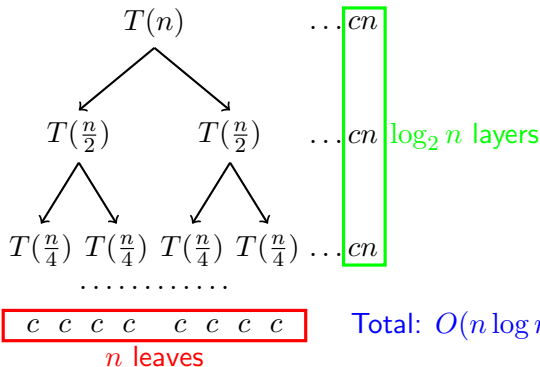 T(n) ... cn
T(n/2) T(n/2) ... cn log₂ n layers
T(n/4) T(n/4) T(n/4) T(n/4) ... cn
............
c c c c c c c c Total: O(n log
n leaves